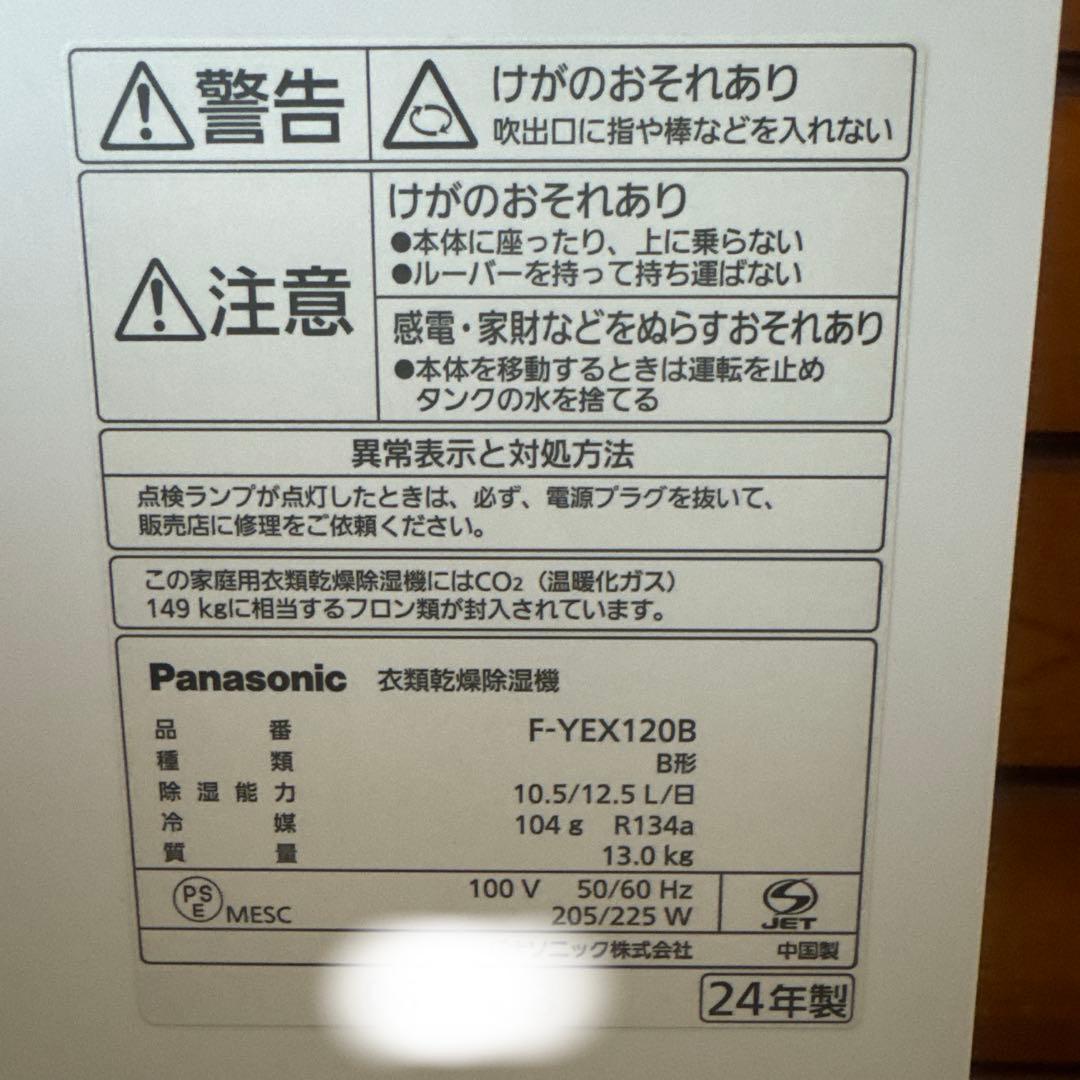 警告
けがのおそれあり
吹出口に指や棒などを入れない
注意
けがのおそれあり
●本体に座ったり、上に乗らない
●ルーバーを持って持ち運ばない
感電・家財などをぬらすおそれあり
●本体を移動するときは運転を止め
タンクの水を捨てる
異常表示と対処方法
点検ランプが点灯したときは、必ず、電源プラグを抜いて、
販売店に修理をご依頼ください。
この家庭用衣類乾燥除湿機にはCO₂（温暖化ガス）
149 kgに相当するフロン類が封入されています。
Panasonic 衣類乾燥除湿機
品番 F-YEX120B
種類 B形
除湿能力 10.5/12.5 L/日
冷媒 104 g R134a
質量 13.0 kg
PSE MESC 100 V 50/60 Hz
205/225 W
JET
ソニック株式会社 中国製
24年製